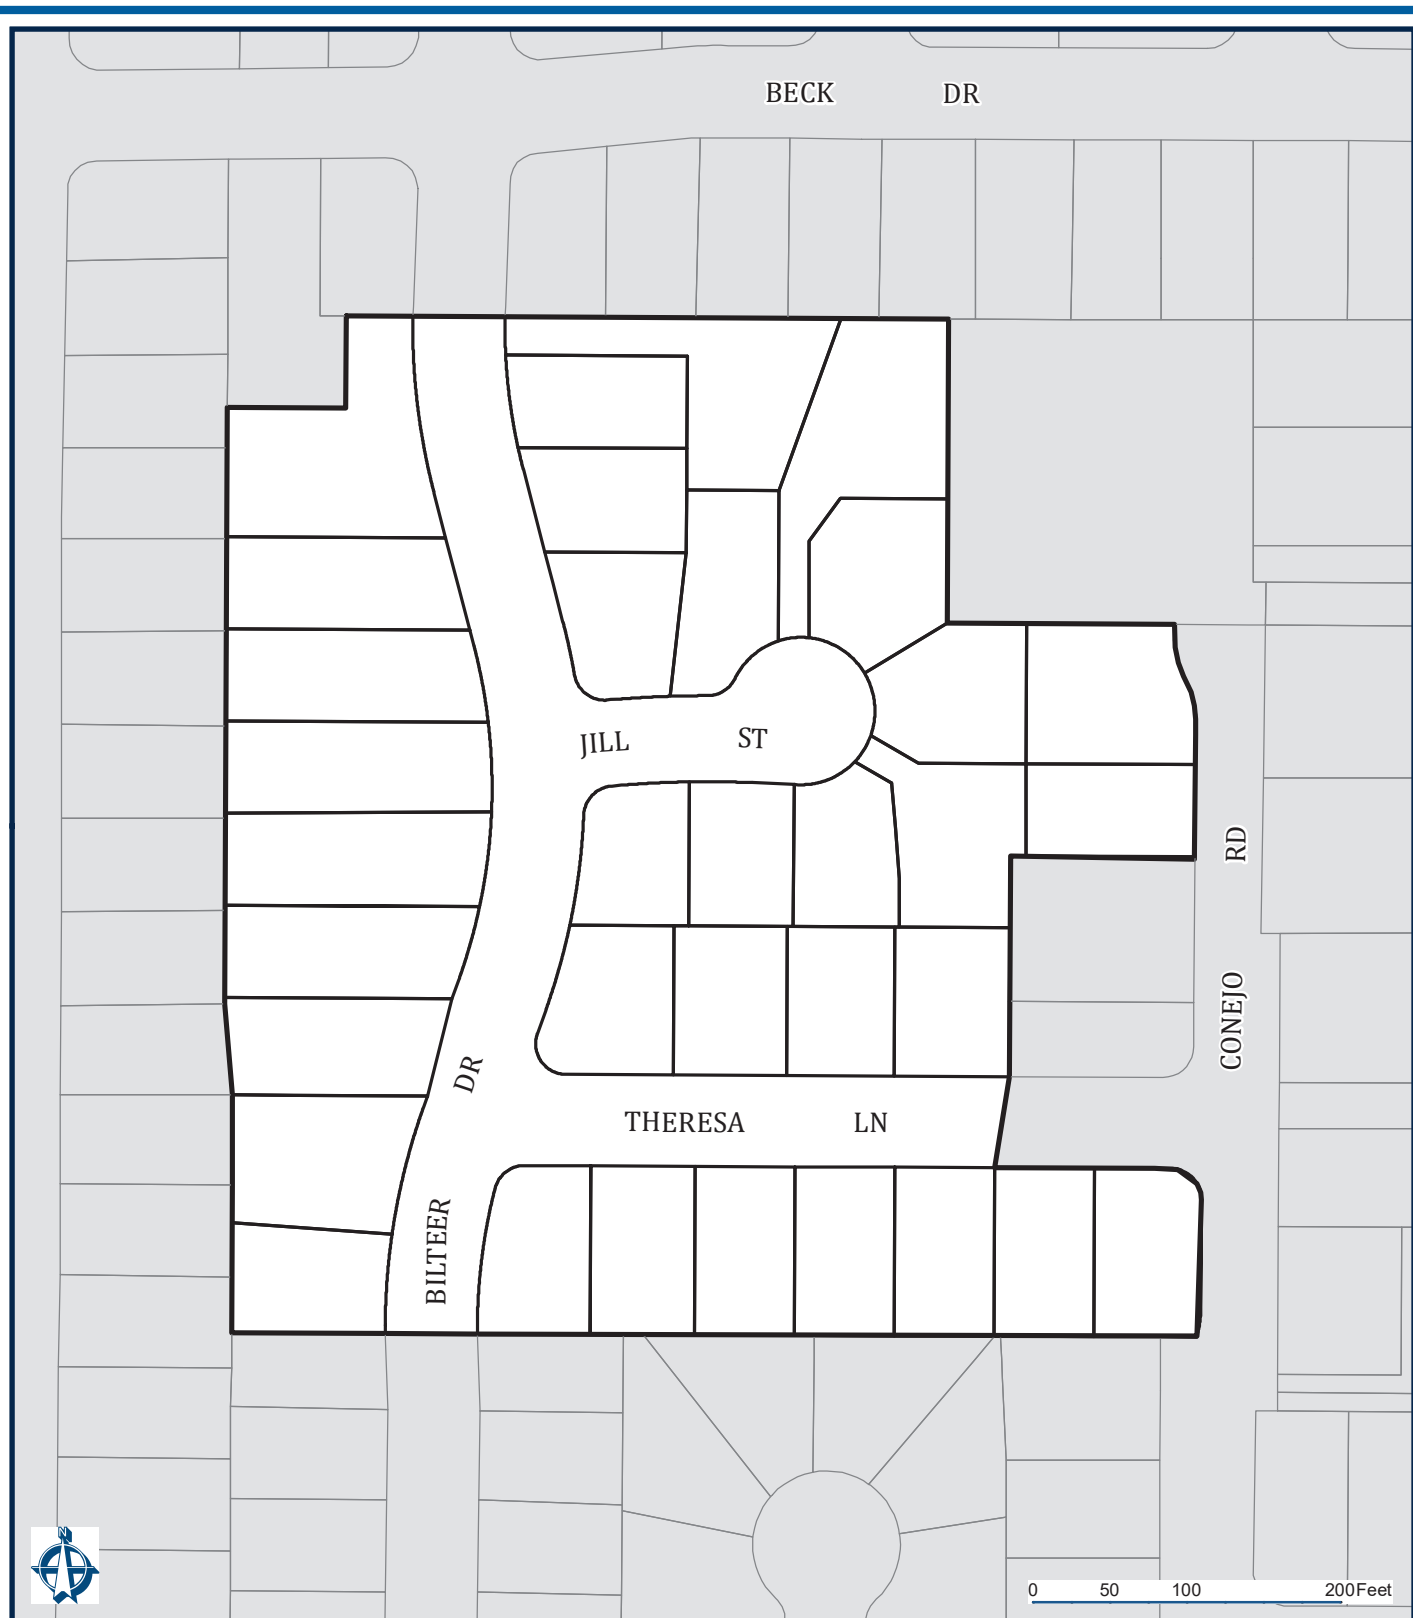 BECK DR
JILL ST
RD
CONEJO
DR
THERESA LN
BILTEER
N
0 50 100 200 Feet